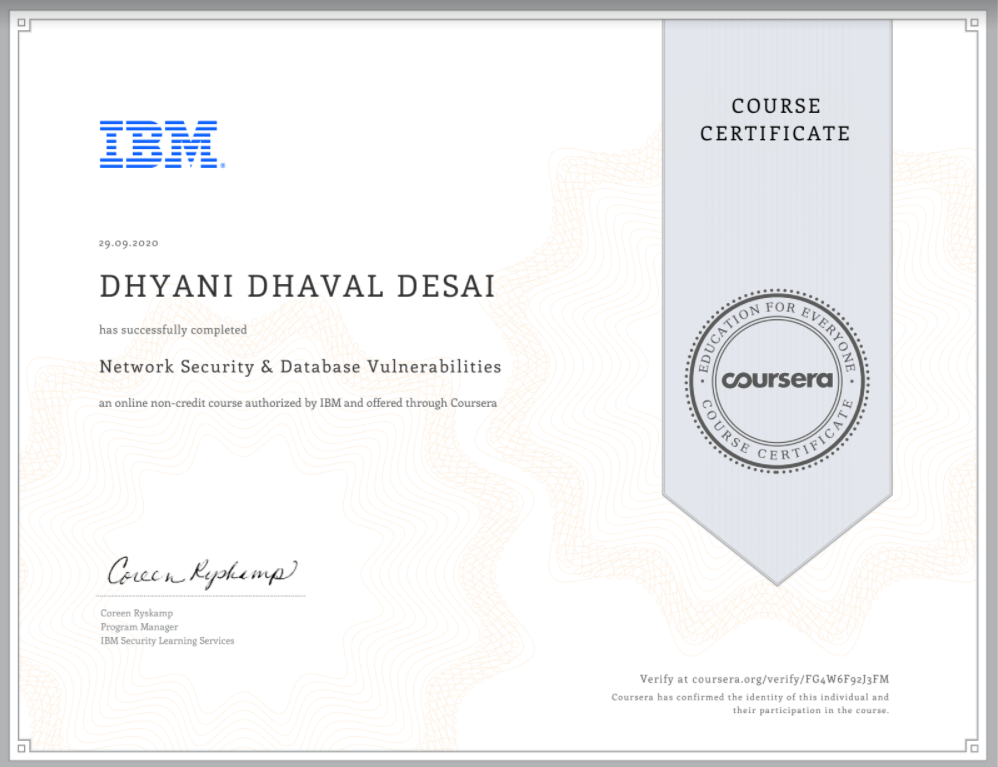 COURSE
CERTIFICATE
IBM®
29.09.2020
DHYANI DHAVAL DESAI
has successfully completed
Network Security & Database Vulnerabilities
an online non-credit course authorized by IBM and offered through Coursera
EDUCATION FOR EVERYONE
coursera
COURSE CERTIFICATE
Coreen Ryskamp
Coreen Ryskamp
Program Manager
IBM Security Learning Services
Verify at coursera.org/verify/FG4W6F92J3FM
Coursera has confirmed the identity of this individual and
their participation in the course.